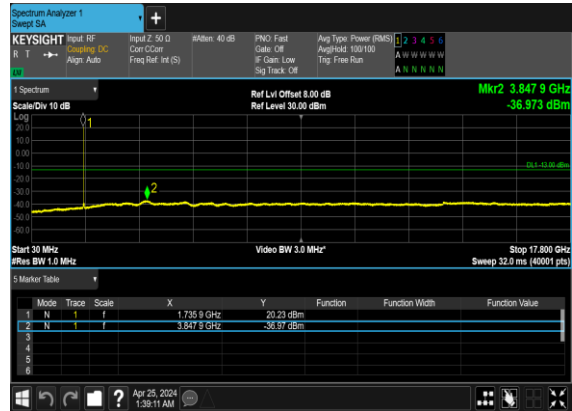 Spectrum Analyzer 1
Swept SA
+
KEYSIGHT Input: RF Input Z: 50 Ω #Atten: 40 dB PNO: Fast Avg Type: Power (RMS) 1 2 3 4 5 6
R T Coupling: DC Corr CCorr Gate: Off Avg|Hold: 100/100 A W W W W W
Align: Auto Freq Ref: Int (S) IF Gain: Low Trig: Free Run
Sig Track: Off A N N N N N
1 Spectrum Ref Lvl Offset 8.00 dB Mkr2 3.847 9 GHz
Scale/Div 10 dB Ref Level 30.00 dBm -36.973 dBm
Log
1
20.0
10.0
0.00
-10.0 DL1 -13.00 dBm
-20.0
-30.0 2
-40.0
-50.0
-60.0
Start 30 MHz Video BW 3.0 MHz* Stop 17.800 GHz
#Res BW 1.0 MHz Sweep 32.0 ms (40001 pts)
5 Marker Table
Mode Trace Scale X Y Function Function Width Function Value
1 N 1 f 1.735 9 GHz 20.23 dBm
2 N 1 f 3.847 9 GHz -36.97 dBm
3
4
5
6
? Apr 25, 2024
1:39:11 AM